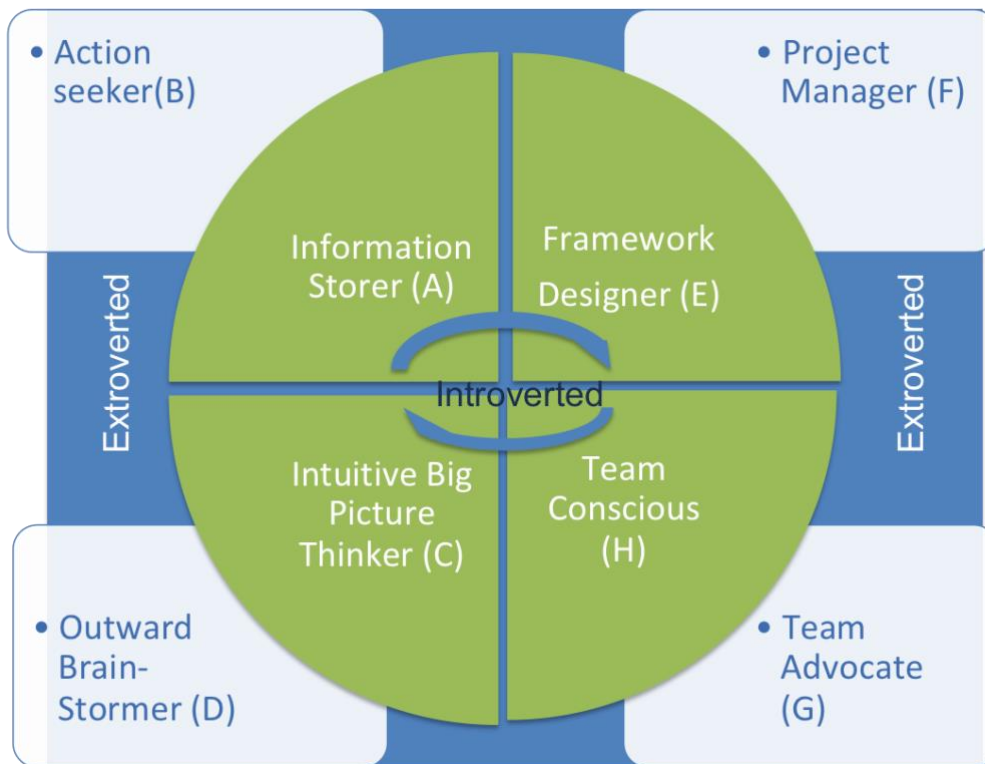 • Action
seeker(B)
• Project
Manager (F)
Information
Storer (A)
Framework
Designer (E)
Extroverted
Introverted
Extroverted
Intuitive Big
Picture
Thinker (C)
Team
Conscious
(H)
• Outward
Brain-
Stormer (D)
• Team
Advocate
(G)